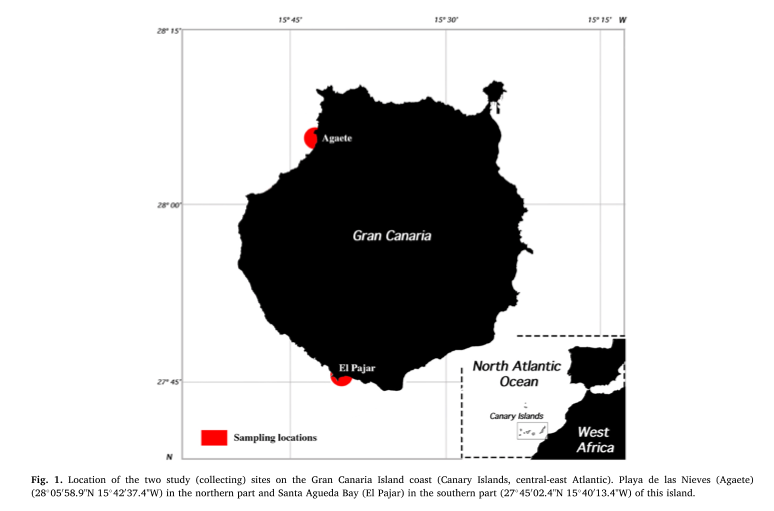 15°45' 15°30' 15°15' W
28°15'
Agaete
28°00'
Gran Canaria
El Pajar
27°45'
North Atlantic
Ocean
Canary Islands
West
Africa
Sampling locations
N
Fig. 1. Location of the two study (collecting) sites on the Gran Canaria Island coast (Canary Islands, central-east Atlantic). Playa de las Nieves (Agaete)
(28°05′58.9″N 15°42′37.4″W) in the northern part and Santa Agueda Bay (El Pajar) in the southern part (27°45′02.4″N 15°40′13.4″W) of this island.